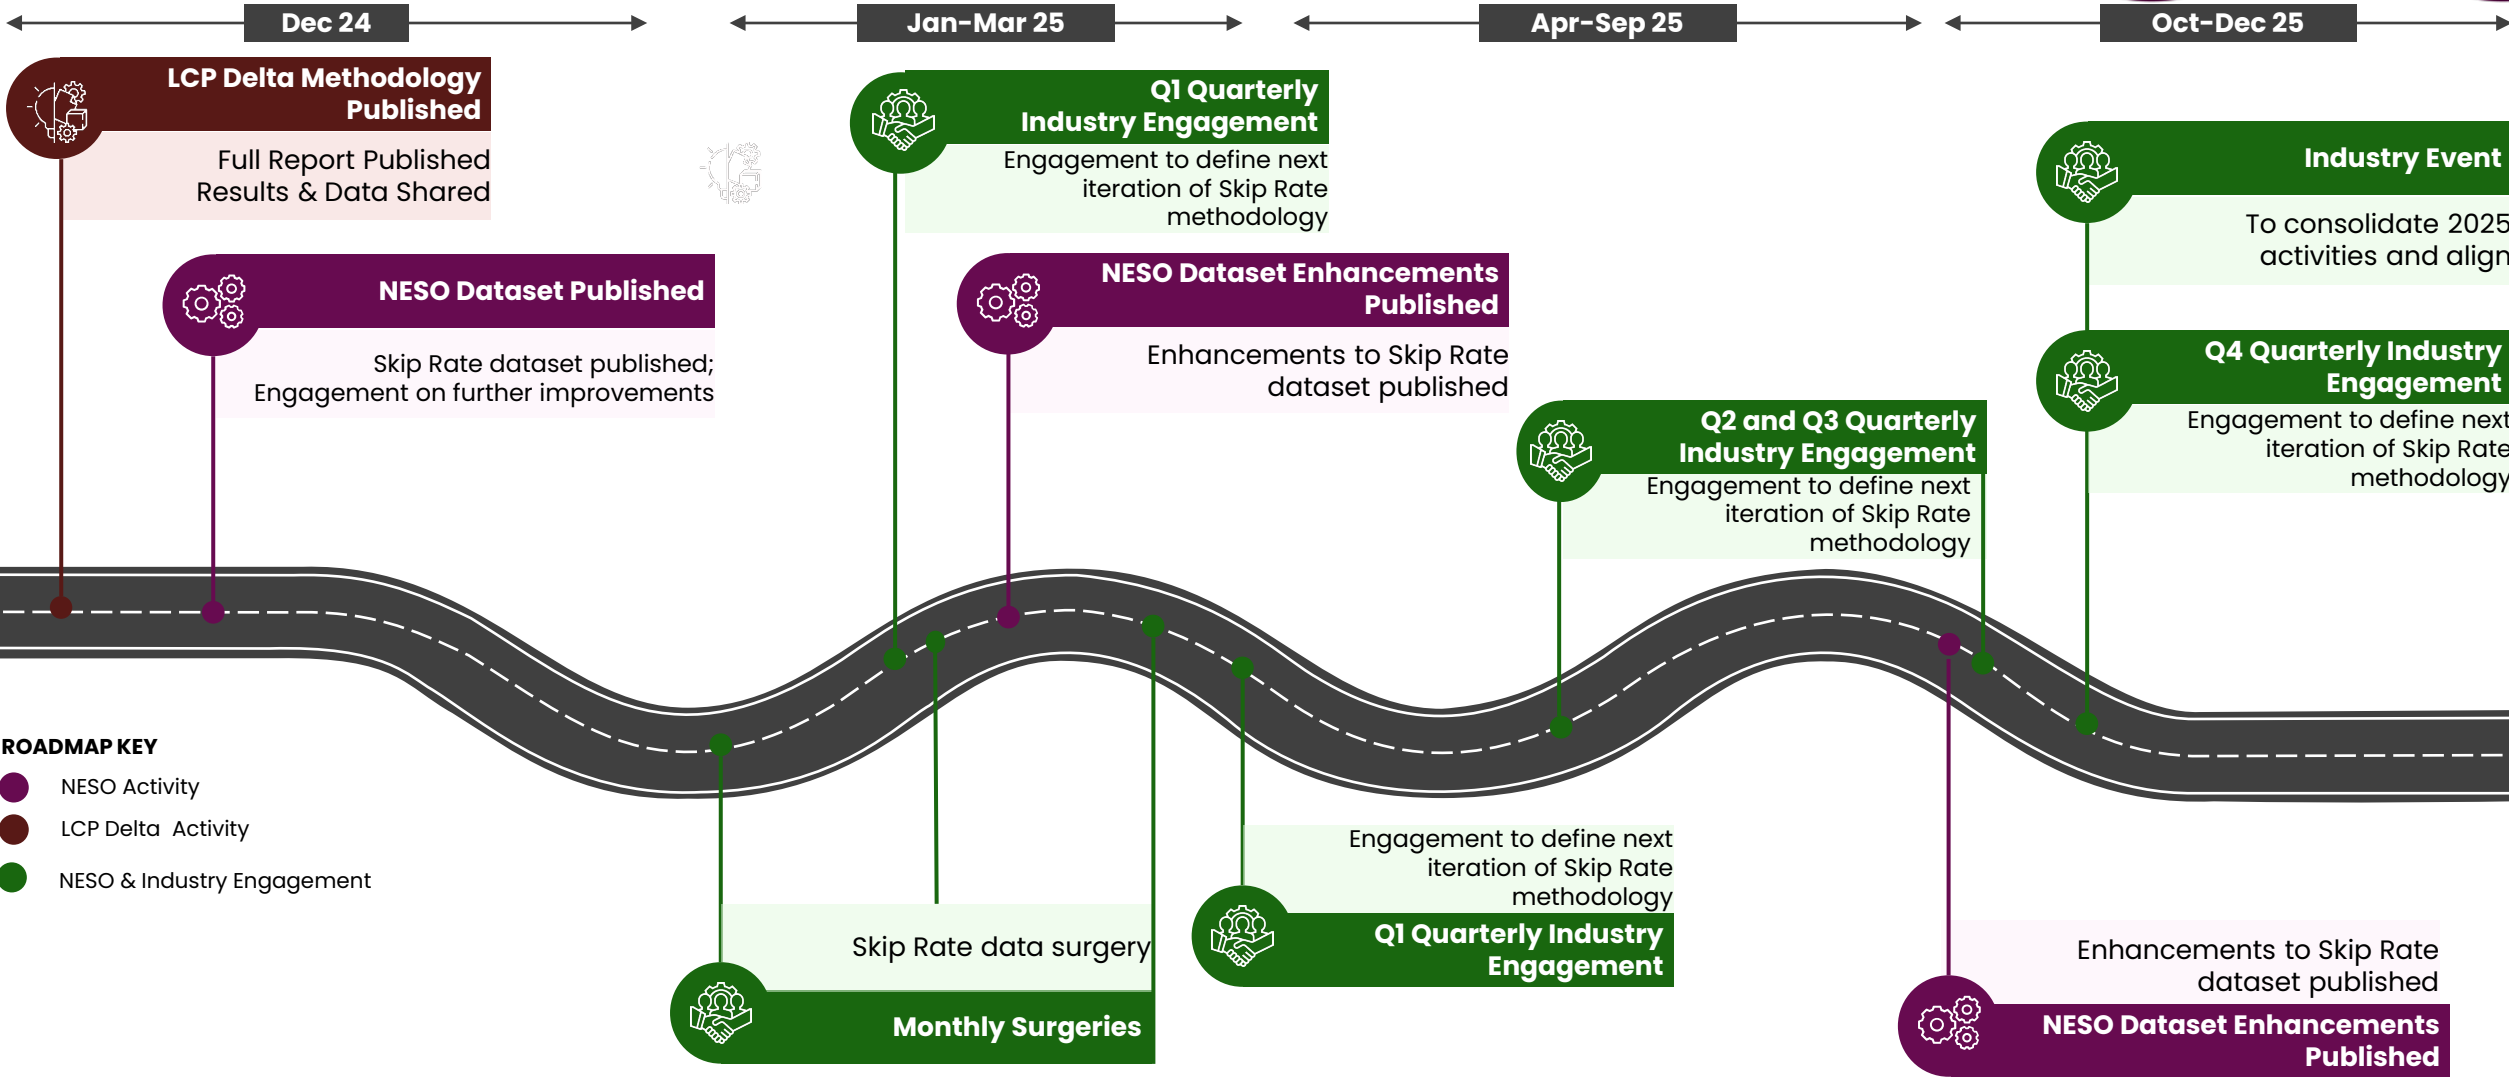 Dec 24
Jan-Mar 25
Apr-Sep 25
Oct-Dec 25
LCP Delta Methodology
Published
Full Report Published
Results & Data Shared
NESO Dataset Published
Skip Rate dataset published;
Engagement on further improvements
Q1 Quarterly
Industry Engagement
Engagement to define next
iteration of Skip Rate
methodology
NESO Dataset Enhancements
Published
Enhancements to Skip Rate
dataset published
Q2 and Q3 Quarterly
Industry Engagement
Engagement to define next
iteration of Skip Rate
methodology
Industry Event
To consolidate 2025
activities and align
Q4 Quarterly Industry
Engagement
Engagement to define next
iteration of Skip Rate
methodology
ROADMAP KEY
NESO Activity
LCP Delta Activity
NESO & Industry Engagement
Skip Rate data surgery
Monthly Surgeries
Engagement to define next
iteration of Skip Rate
methodology
Q1 Quarterly Industry
Engagement
Enhancements to Skip Rate
dataset published
NESO Dataset Enhancements
Published